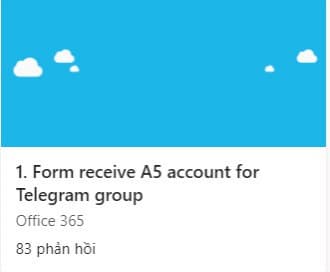 1. Form receive A5 account for
Telegram group
Office 365
83 phản hồi